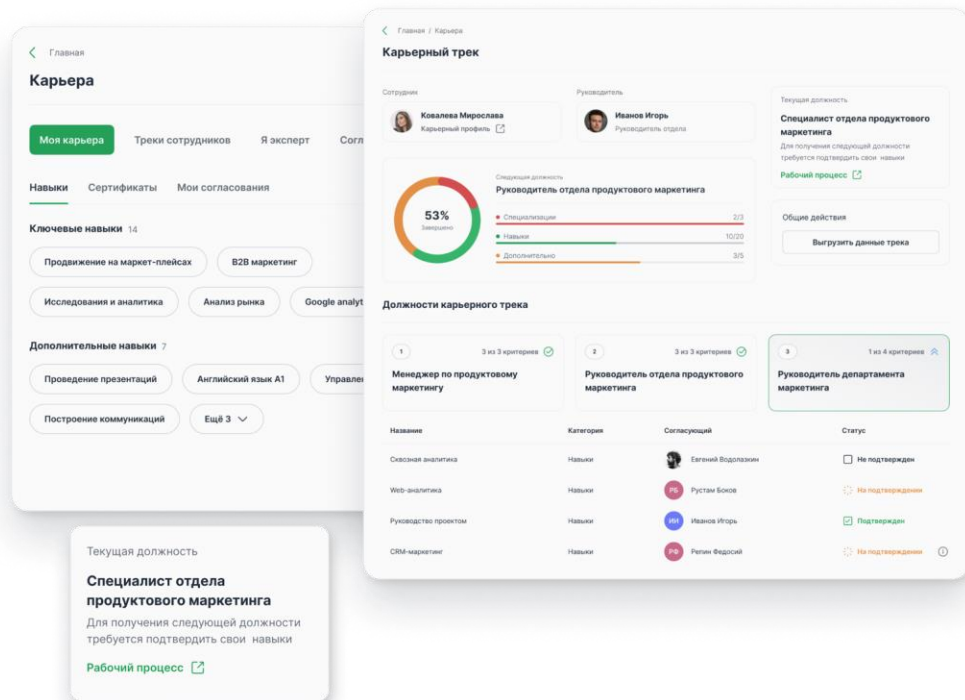 Главная
Карьера
Моя карьера
Треки сотрудников
Я эксперт
Навыки
Сертификаты
Мои согласования
Ключевые навыки 14
Продвижение на маркет-плейсах
B2B маркетинг
Исследования и аналитика
Анализ рынка
Google analyt
Дополнительные навыки 7
Проведение презентаций
Английский язык A1
Построение коммуникаций
Ещё 3
Текущая должность
Специалист отдела
продуктового маркетинга
Для получения следующей должности
требуется подтвердить свои навыки
Рабочий процесс
Главная / Карьера
Карьерный трек
Сотрудник
Ковалева Мирослава
Карьерный профиль
Руководитель
Иванов Игорь
Руководитель отдела
Текущая должность
Специалист отдела продуктового
маркетинга
Для получения следующей должности
требуется подтвердить свои навыки
Рабочий процесс
53%
Завершено
Следующая должность
Руководитель отдела продуктового маркетинга
Специализации 2/3
Навыки 10/20
Дополнительно 3/5
Общие действия
Выгрузить данные трека
Должности карьерного трека
1
3 из 3 критериев
Менеджер по продуктовому
маркетингу
2
3 из 3 критериев
Руководитель отдела продуктового
маркетинга
3
1 из 4 критериев
Руководитель департамента
маркетинга
Название Категория Согласующий Статус
Сквозная аналитика Навыки Евгений Водолазкин Не подтвержден
Web-аналитика Навыки РБ Рустам Боков На подтверждении
Руководство проектом Навыки ИИ Иванов Игорь Подтвержден
CRM-маркетинг Навыки РФ Репин Федосий На подтверждении